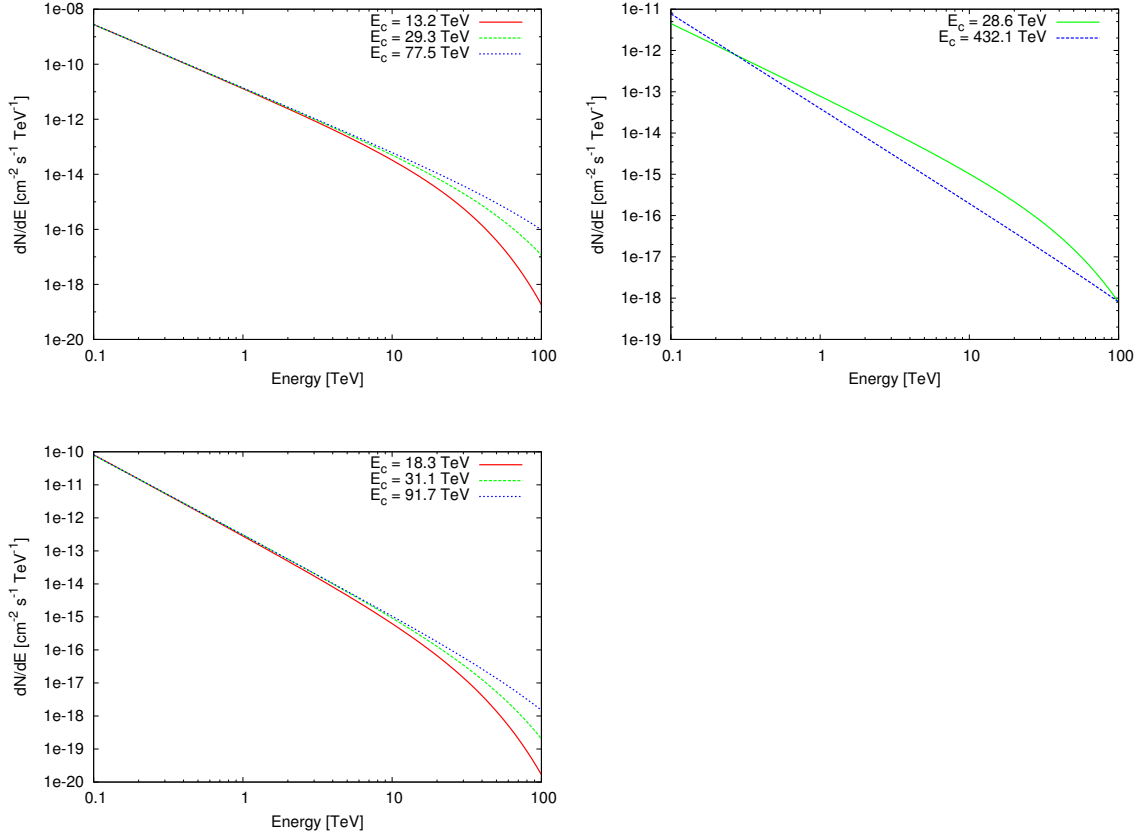 1e-08
1e-10
1e-12
1e-14
1e-16
1e-18
1e-20
dN/dE [cm-2 s-1 TeV-1]
E_c = 13.2 TeV
E_c = 29.3 TeV
E_c = 77.5 TeV
0.1 1 10 100
Energy [TeV]
1e-11
1e-12
1e-13
1e-14
1e-15
1e-16
1e-17
1e-18
1e-19
dN/dE [cm-2 s-1 TeV-1]
E_c = 28.6 TeV
E_c = 432.1 TeV
0.1 1 10 100
Energy [TeV]
1e-10
1e-11
1e-12
1e-13
1e-14
1e-15
1e-16
1e-17
1e-18
1e-19
1e-20
dN/dE [cm-2 s-1 TeV-1]
E_c = 18.3 TeV
E_c = 31.1 TeV
E_c = 91.7 TeV
0.1 1 10 100
Energy [TeV]